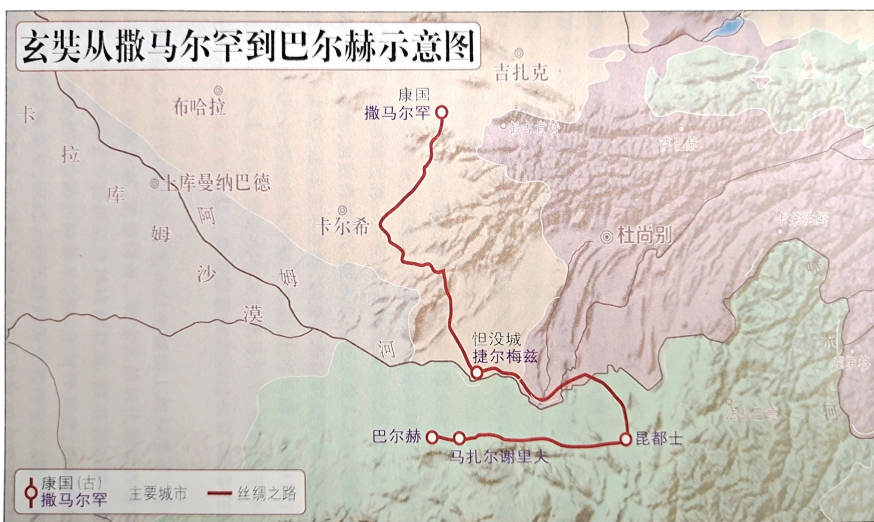 玄奘从撒马尔罕到巴尔赫示意图
吉扎克
康国
撒马尔罕
布哈拉
土库曼纳巴德
卡尔希
杜尚别
卡拉库姆沙漠
阿姆河
怛没城
捷尔梅兹
巴尔赫
马扎尔谢里夫
昆都士
康国(古)
撒马尔罕
主要城市
丝绸之路